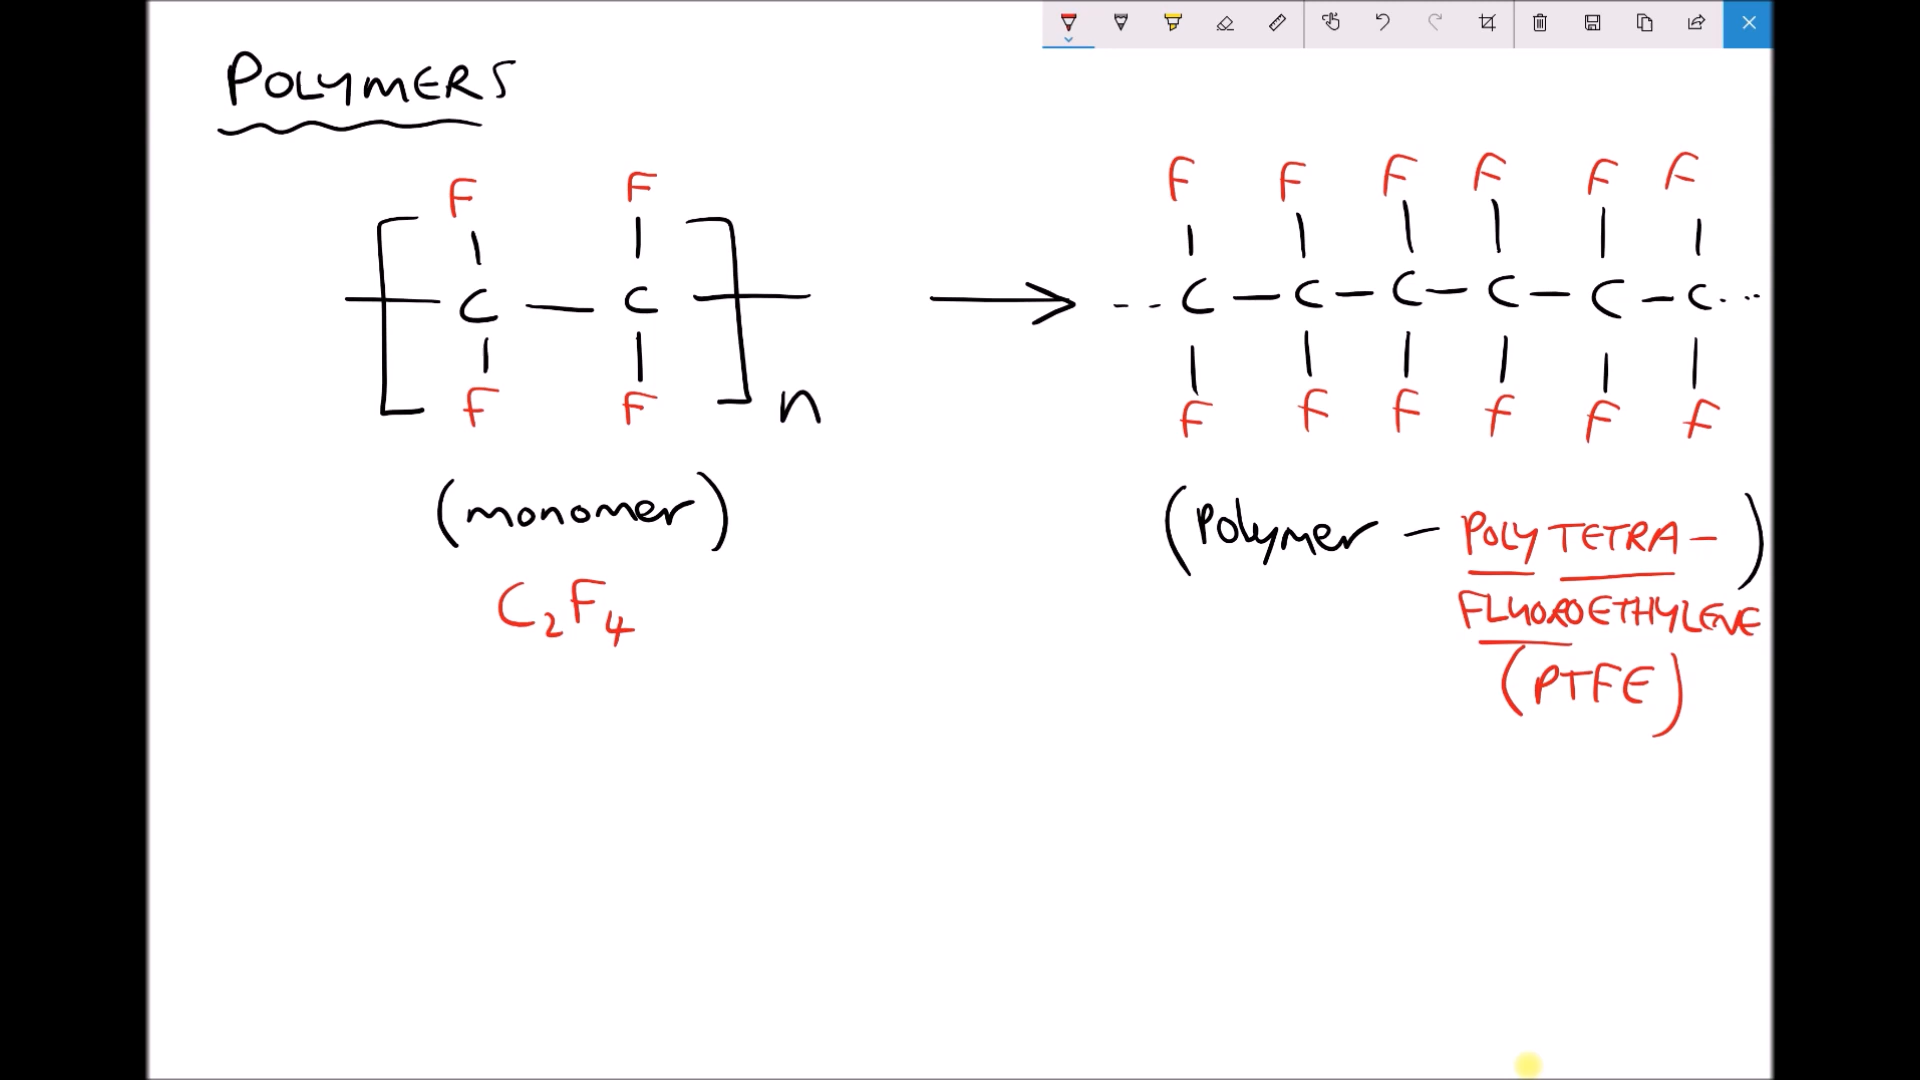 POLYMERS
F F F F F F F F
[ C — C ] n → -- C — C — C — C — C — C ...
F F F F F F F F
(monomer) (Polymer — POLYTETRA-)
C2F4 FLUOROETHYLENE
(PTFE)